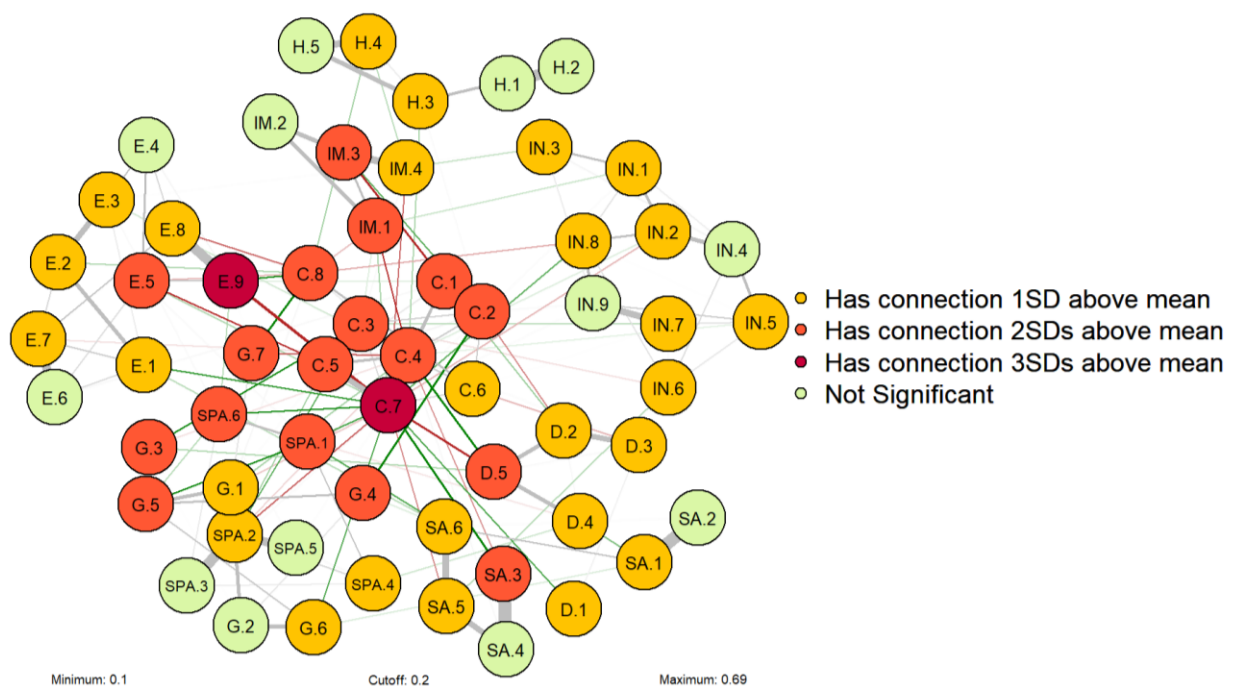 H.5
H.4
H.2
H.1
H.3
IM.2
E.4
IM.3
IM.4
IN.3
IN.1
E.3
E.8
IM.1
IN.8
IN.2
IN.4
E.2
E.5
E.9
C.8
C.1
C.2
IN.9
IN.7
IN.5
E.7
E.1
G.7
C.3
C.5
C.4
C.6
IN.6
E.6
SPA.6
C.7
G.3
SPA.1
D.2
D.3
G.5
G.1
G.4
D.5
SPA.2
SPA.5
SA.6
D.4
SA.2
SPA.3
SPA.4
SA.3
SA.1
G.2
G.6
SA.5
D.1
SA.4
Has connection 1SD above mean
Has connection 2SDs above mean
Has connection 3SDs above mean
Not Significant
Minimum: 0.1
Cutoff: 0.2
Maximum: 0.69